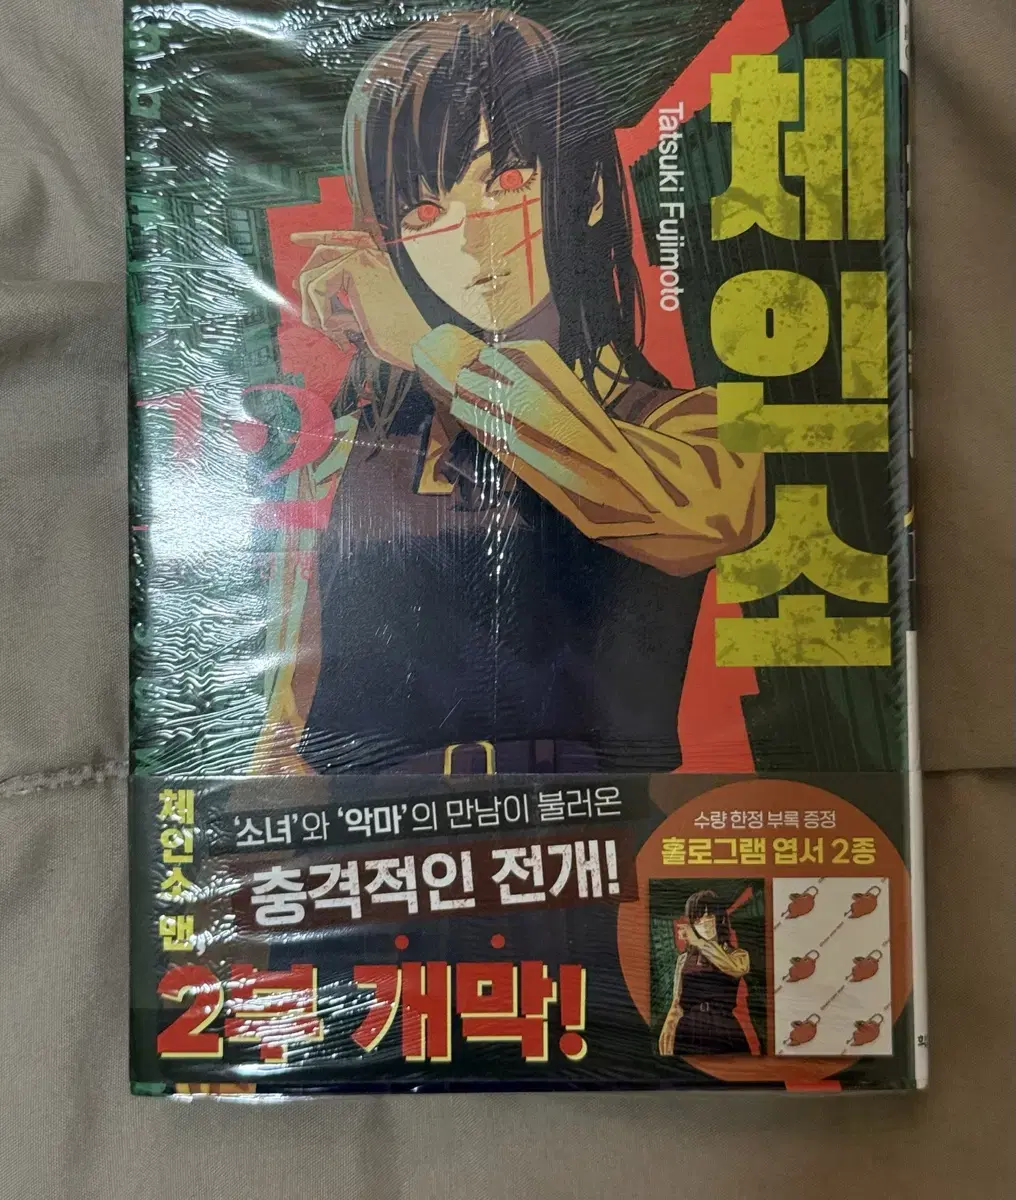 체인소
Tatsuki Fujimoto
12
체인소 맨,
'소녀'와 '악마'의 만남이 불러온
충격적인 전개!
2부 개막!
수량 한정 부록 증정
홀로그램 엽서 2종